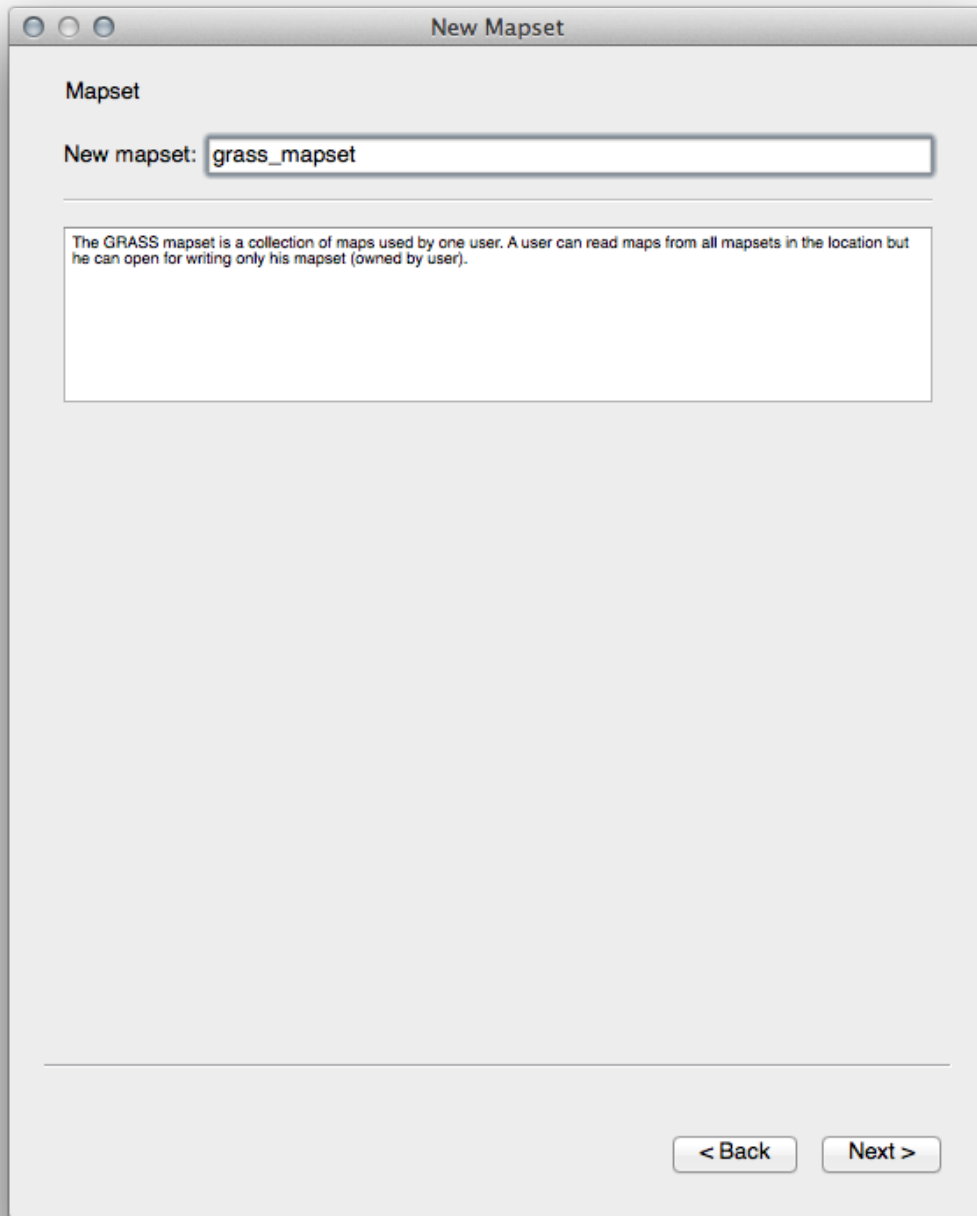 New Mapset
Mapset
New mapset: grass_mapset
The GRASS mapset is a collection of maps used by one user. A user can read maps from all mapsets in the location but
he can open for writing only his mapset (owned by user).
< Back Next >